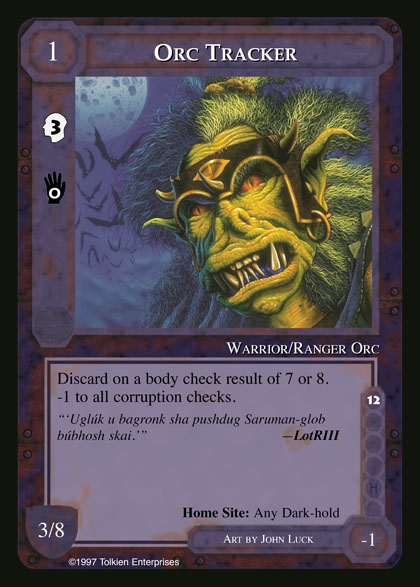 1
ORC TRACKER
3
0
WARRIOR/RANGER ORC
Discard on a body check result of 7 or 8.
-1 to all corruption checks.
12
“‘Uglúk u bagronk sha pushdug Saruman-glob
búbhosh skai.’” —LotRIII
H
Home Site: Any Dark-hold
3/8
ART BY JOHN LUCK
-1
©1997 Tolkien Enterprises